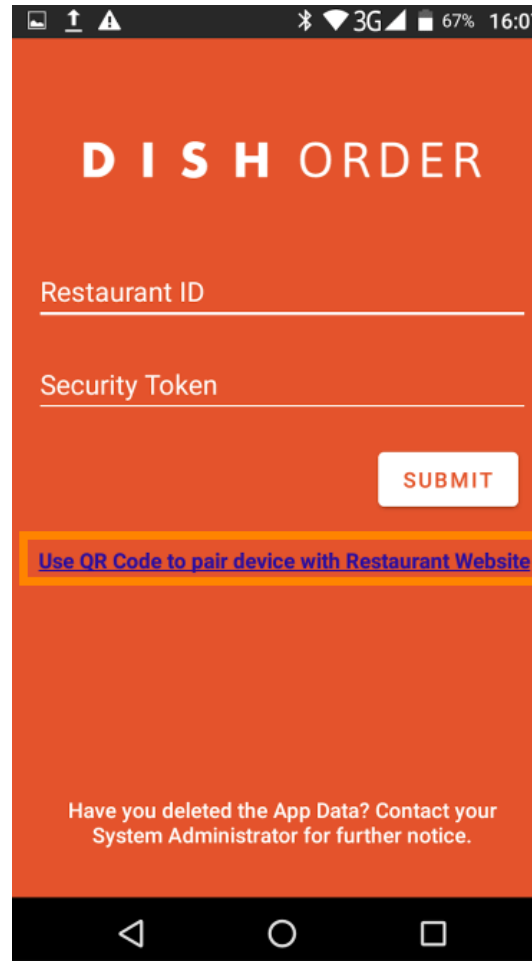 3G 67% 16:0
DISH ORDER
Restaurant ID
Security Token
SUBMIT
Use QR Code to pair device with Restaurant Website
Have you deleted the App Data? Contact your
System Administrator for further notice.